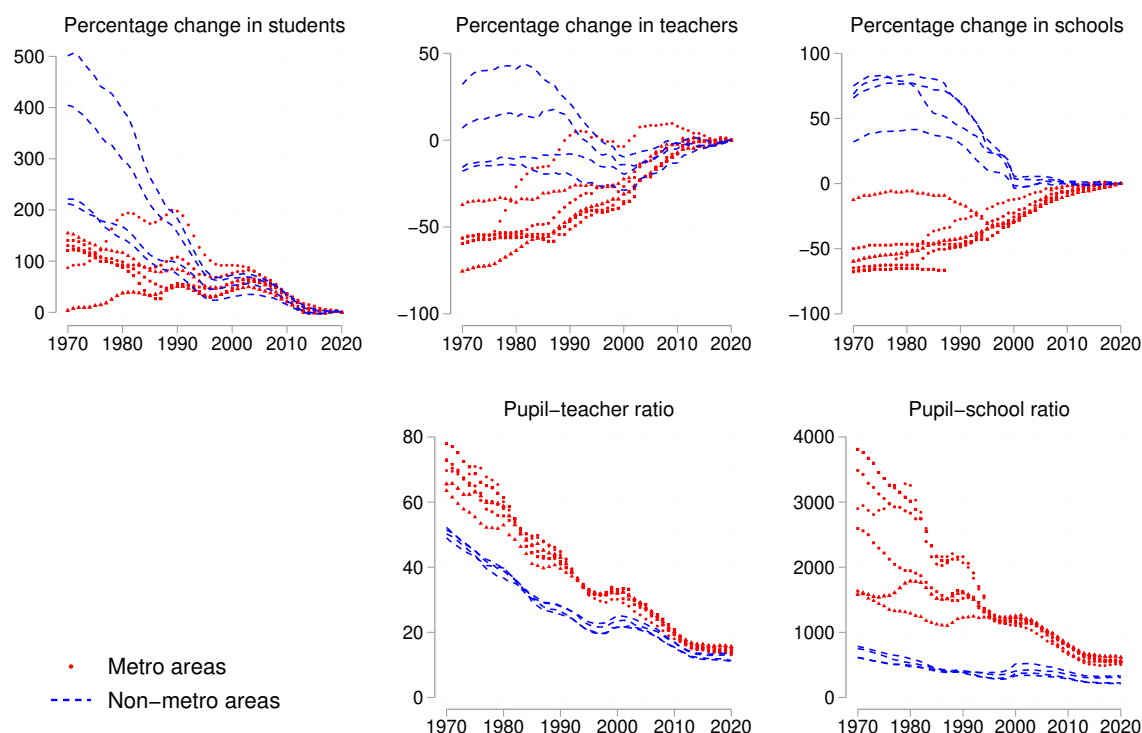 Percentage change in students
Percentage change in teachers
Percentage change in schools
500
400
300
200
100
0
1970 1980 1990 2000 2010 2020
50
0
−50
−100
1970 1980 1990 2000 2010 2020
100
50
0
−50
−100
1970 1980 1990 2000 2010 2020
Pupil−teacher ratio
Pupil−school ratio
80
60
40
20
0
1970 1980 1990 2000 2010 2020
4000
3000
2000
1000
0
1970 1980 1990 2000 2010 2020
Metro areas
Non−metro areas